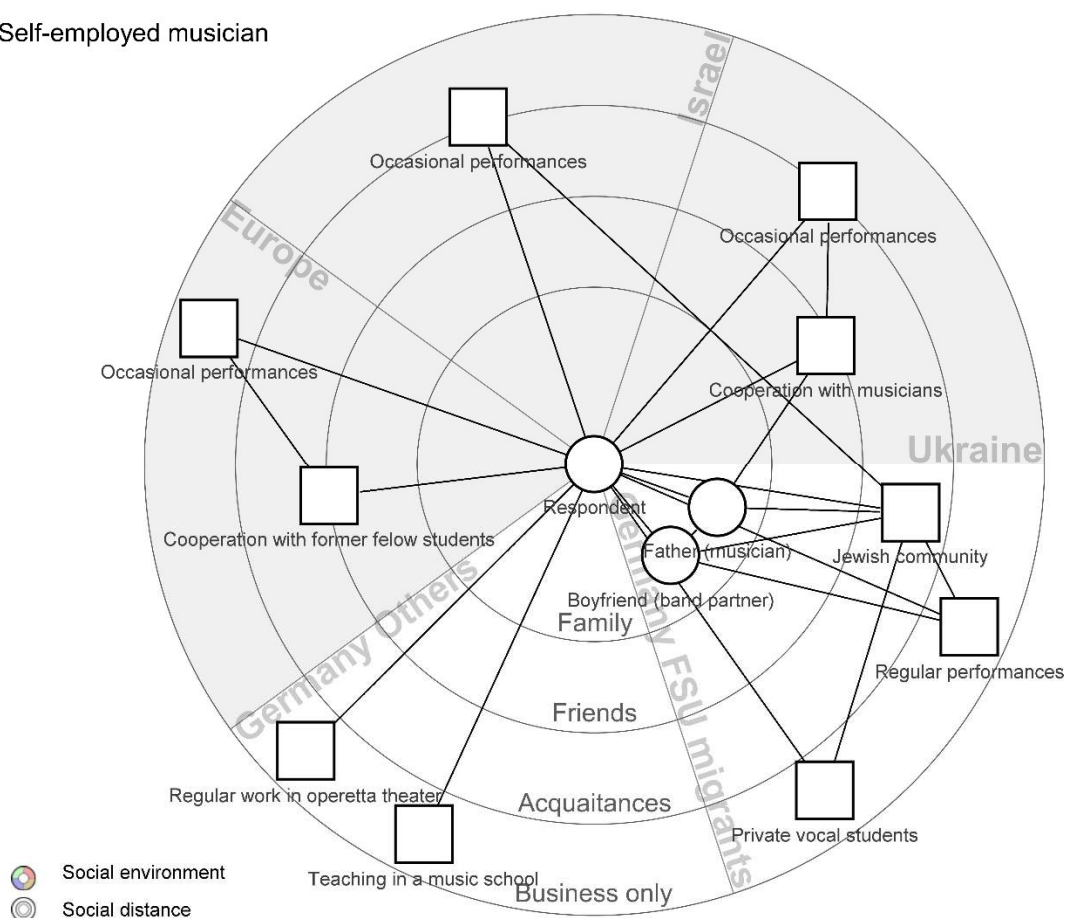 Self-employed musician
Israel
Occasional performances
Europe
Occasional performances
Occasional performances
Cooperation with musicians
Ukraine
Respondent
Cooperation with former felow students
Father (musician)
Jewish community
Boyfriend (band partner)
Family
Germany Others
Germany FSU migrants
Regular performances
Friends
Regular work in operetta theater
Acquaitances
Private vocal students
Teaching in a music school
Business only
Social environment
Social distance